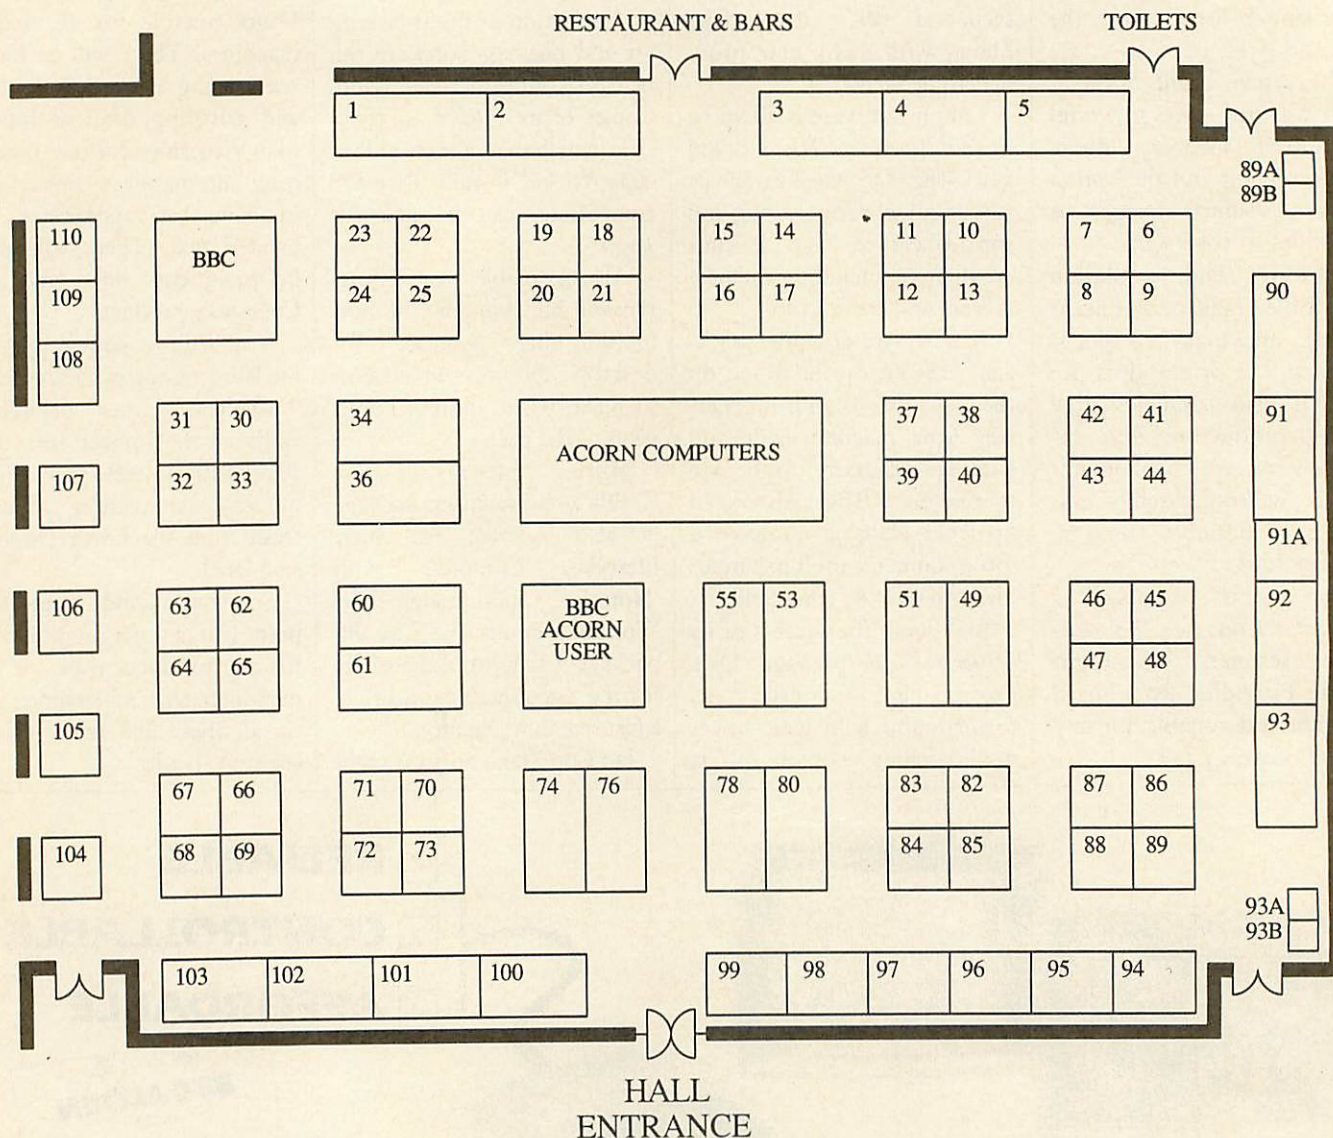 RESTAURANT & BARS TOILETS
1 2 3 4 5
89A
89B
110 BBC 23 22 19 18 15 14 11 10 7 6
109 24 25 20 21 16 17 12 13 8 9 90
108
31 30 34 ACORN COMPUTERS 37 38 42 41 91
107 32 33 36 39 40 43 44
91A
106 63 62 60 BBC 55 53 51 49 46 45 92
ACORN
64 65 61 USER 47 48
105 93
67 66 71 70 74 76 78 80 83 82 87 86
104 68 69 72 73 84 85 88 89
93A
93B
103 102 101 100 99 98 97 96 95 94
HALL
ENTRANCE